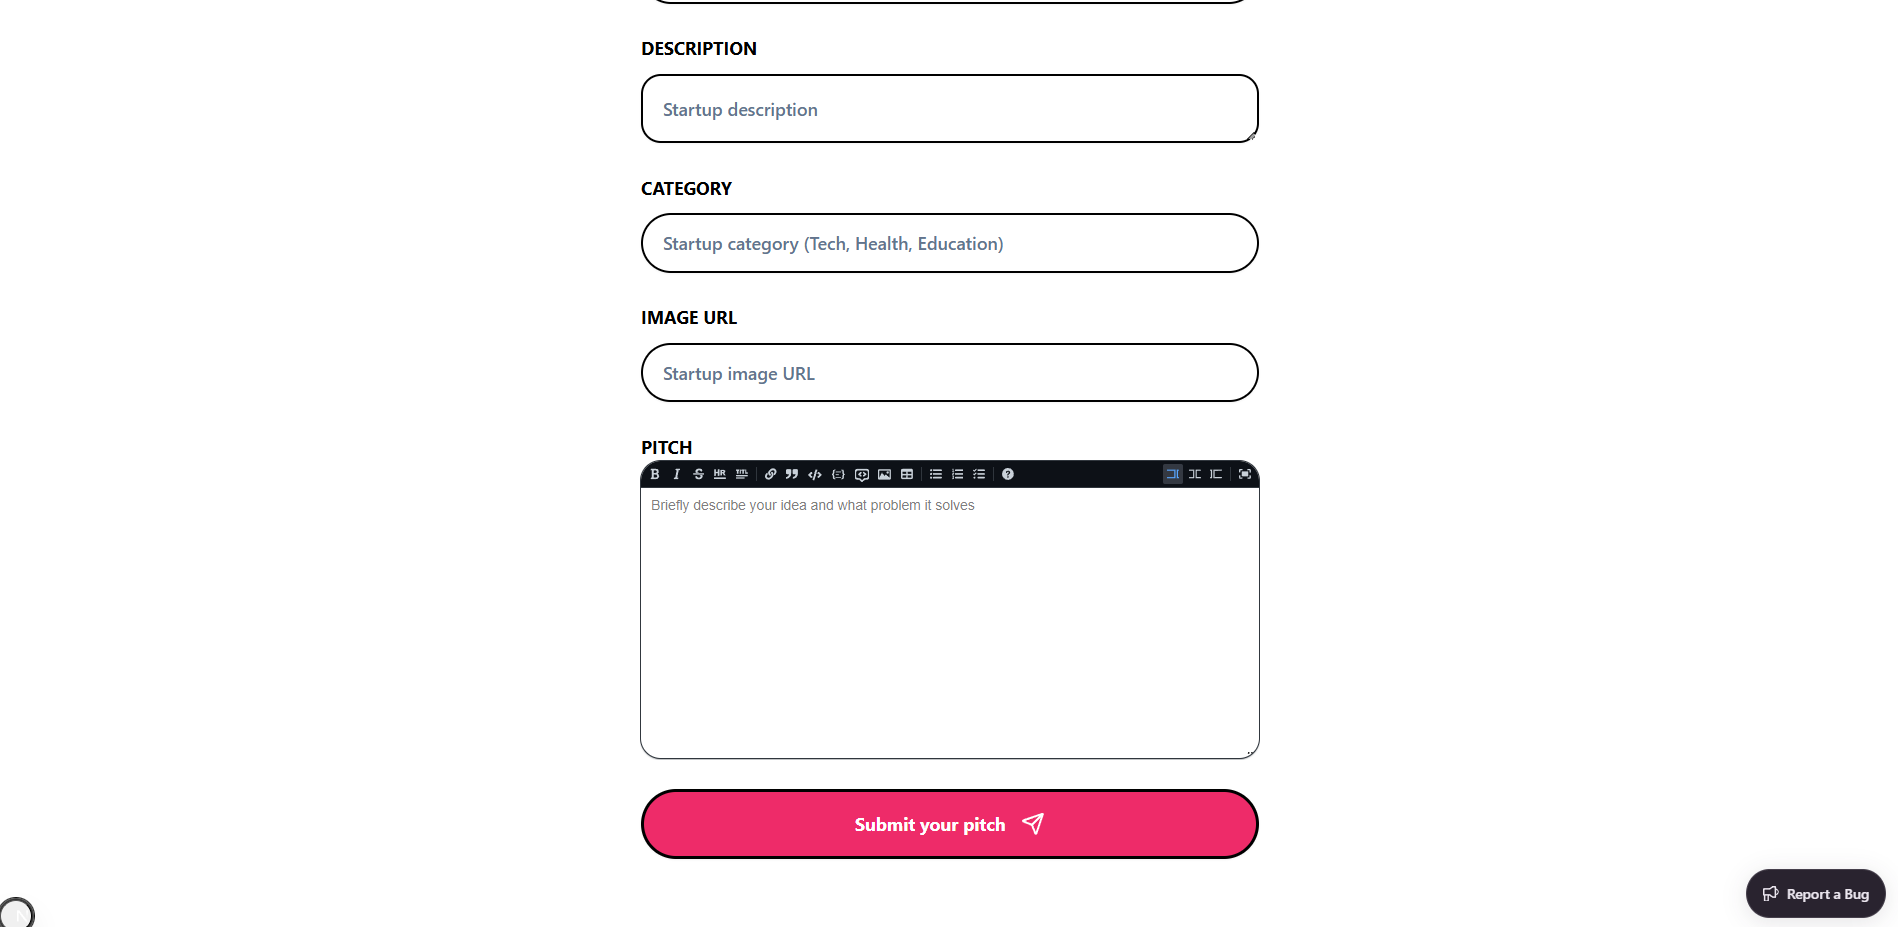 DESCRIPTION
Startup description
CATEGORY
Startup category (Tech, Health, Education)
IMAGE URL
Startup image URL
PITCH
B I S HR TITL
Briefly describe your idea and what problem it solves
Submit your pitch
Report a Bug
N